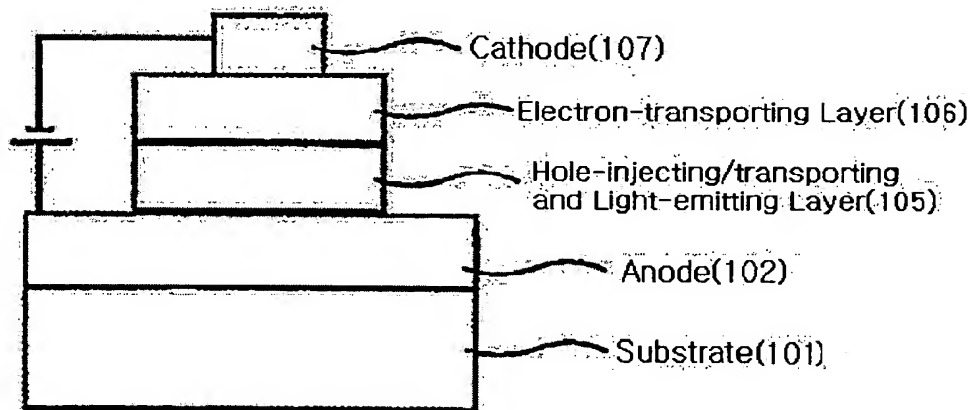 Cathode(107)
Electron-transporting Layer(106)
Hole-injecting/transporting
and Light-emitting Layer(105)
Anode(102)
Substrate(101)